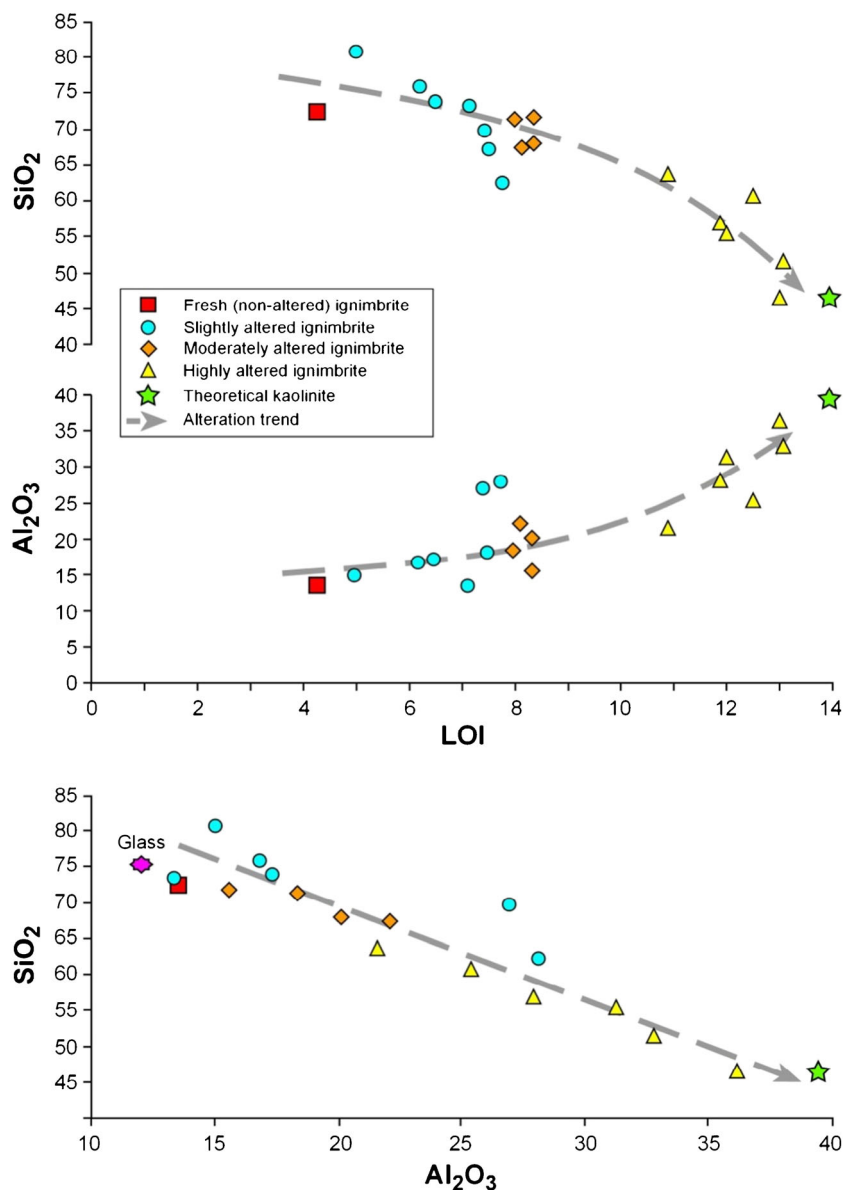 85
80
75
70
65
60
55
50
45
40
SiO2
Fresh (non-altered) ignimbrite
Slightly altered ignimbrite
Moderately altered ignimbrite
Highly altered ignimbrite
Theoretical kaolinite
Alteration trend
40
35
30
25
20
15
10
5
0
Al2O3
0 2 4 6 8 10 12 14
LOI
85
80
75
70
65
60
55
50
45
SiO2
Glass
10 15 20 25 30 35 40
Al2O3